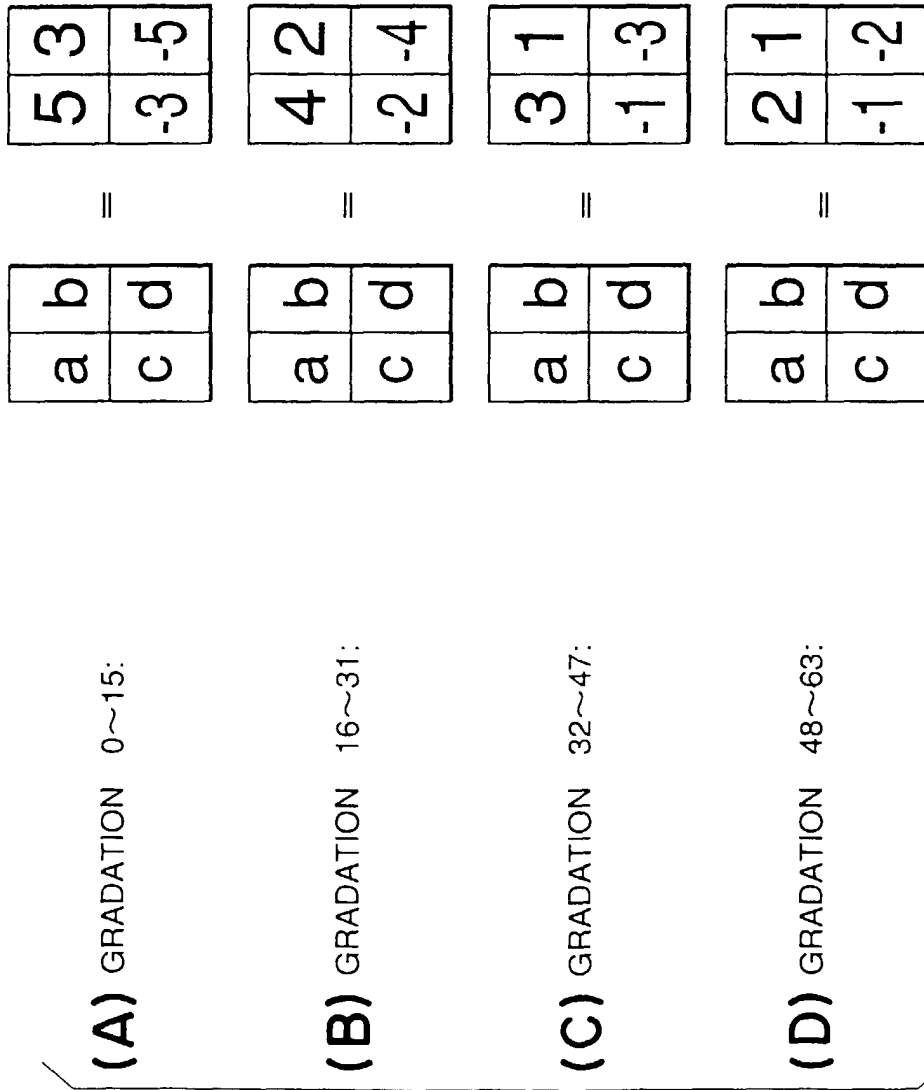 a b 5 3
(A) GRADATION 0~15: =
c d -3 -5
a b 4 2
(B) GRADATION 16~31: =
c d -2 -4
a b 3 1
(C) GRADATION 32~47: =
c d -1 -3
a b 2 1
(D) GRADATION 48~63: =
c d -1 -2